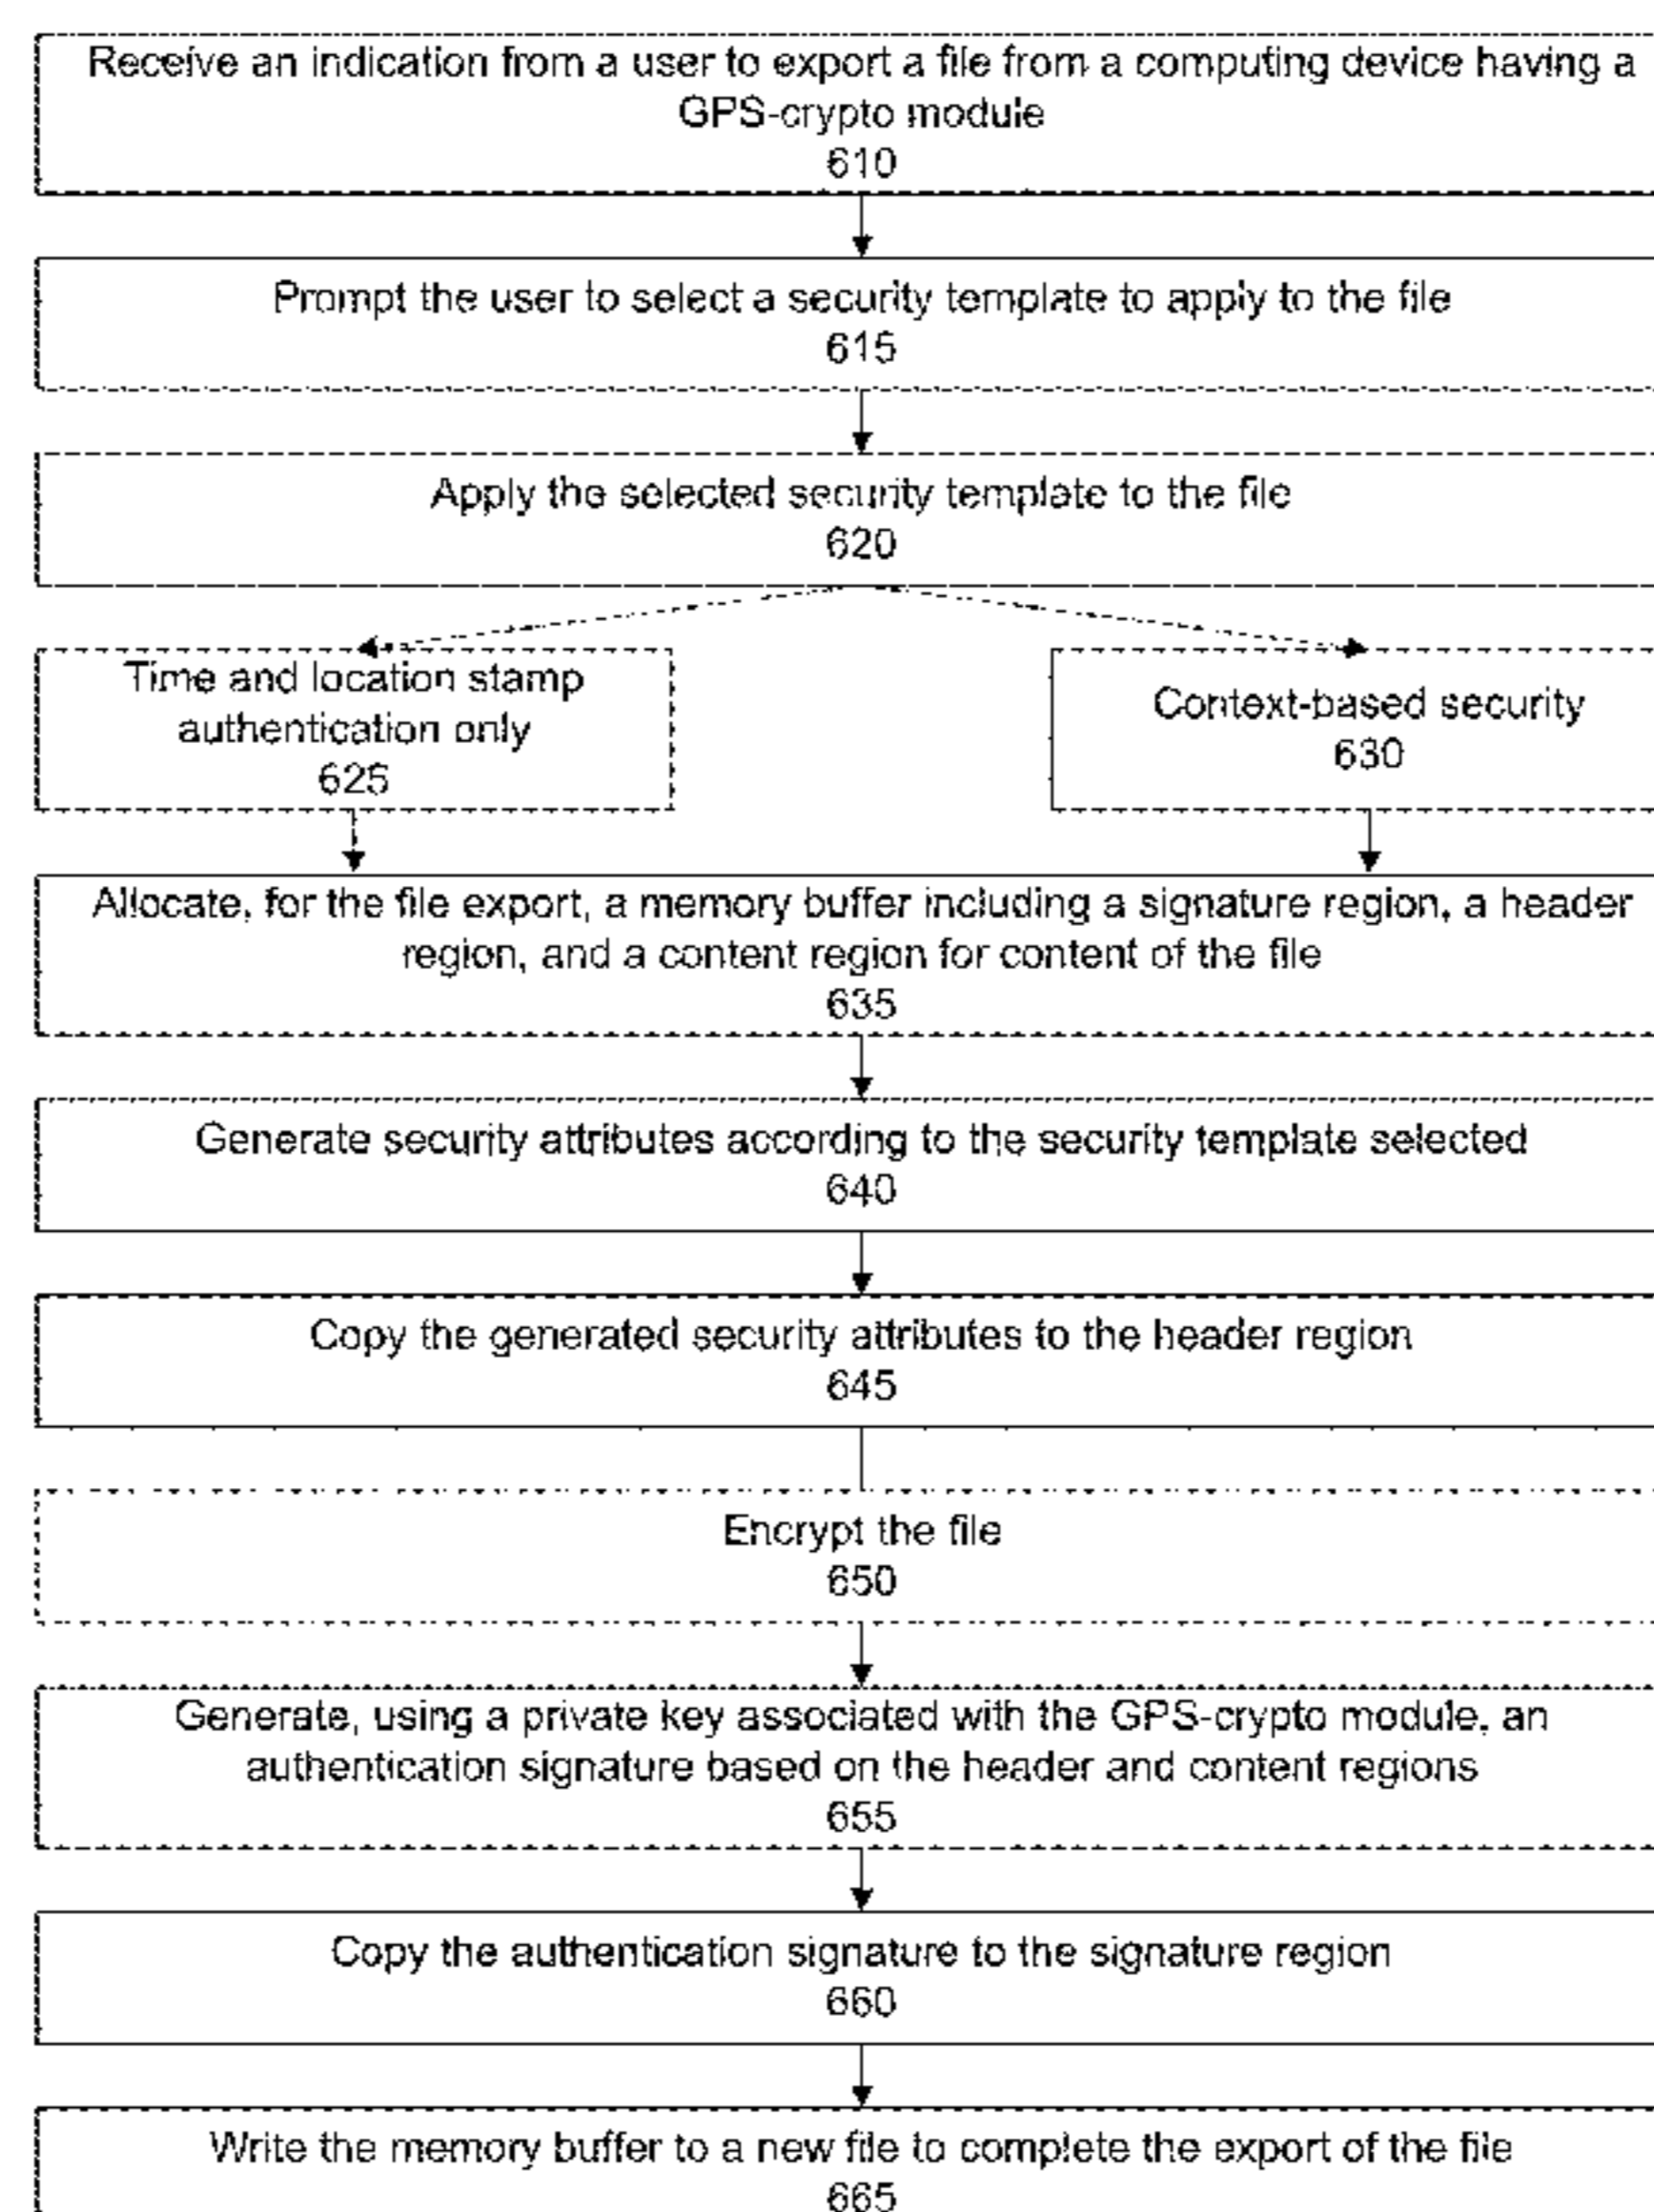 Receive an indication from a user to export a file from a computing device having a
GPS-crypto module
610
Prompt the user to select a security template to apply to the file
615
Apply the selected security template to the file
620
Time and location stamp
authentication only
625
Context-based security
630
Allocate, for the file export, a memory buffer including a signature region, a header
region, and a content region for content of the file
635
Generate security attributes according to the security template selected
640
Copy the generated security attributes to the header region
645
Encrypt the file
650
Generate, using a private key associated with the GPS-crypto module, an
authentication signature based on the header and content regions
655
Copy the authentication signature to the signature region
660
Write the memory buffer to a new file to complete the export of the file
665